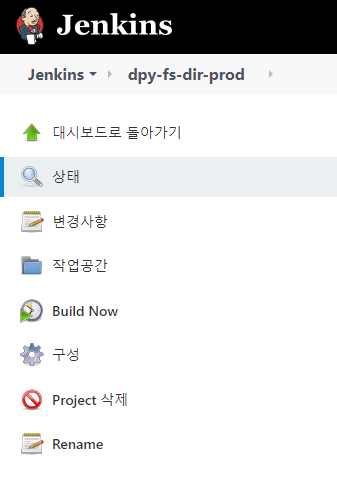 Jenkins
Jenkins dpy-fs-dir-prod
대시보드로 돌아가기
상태
변경사항
작업공간
Build Now
구성
Project 삭제
Rename